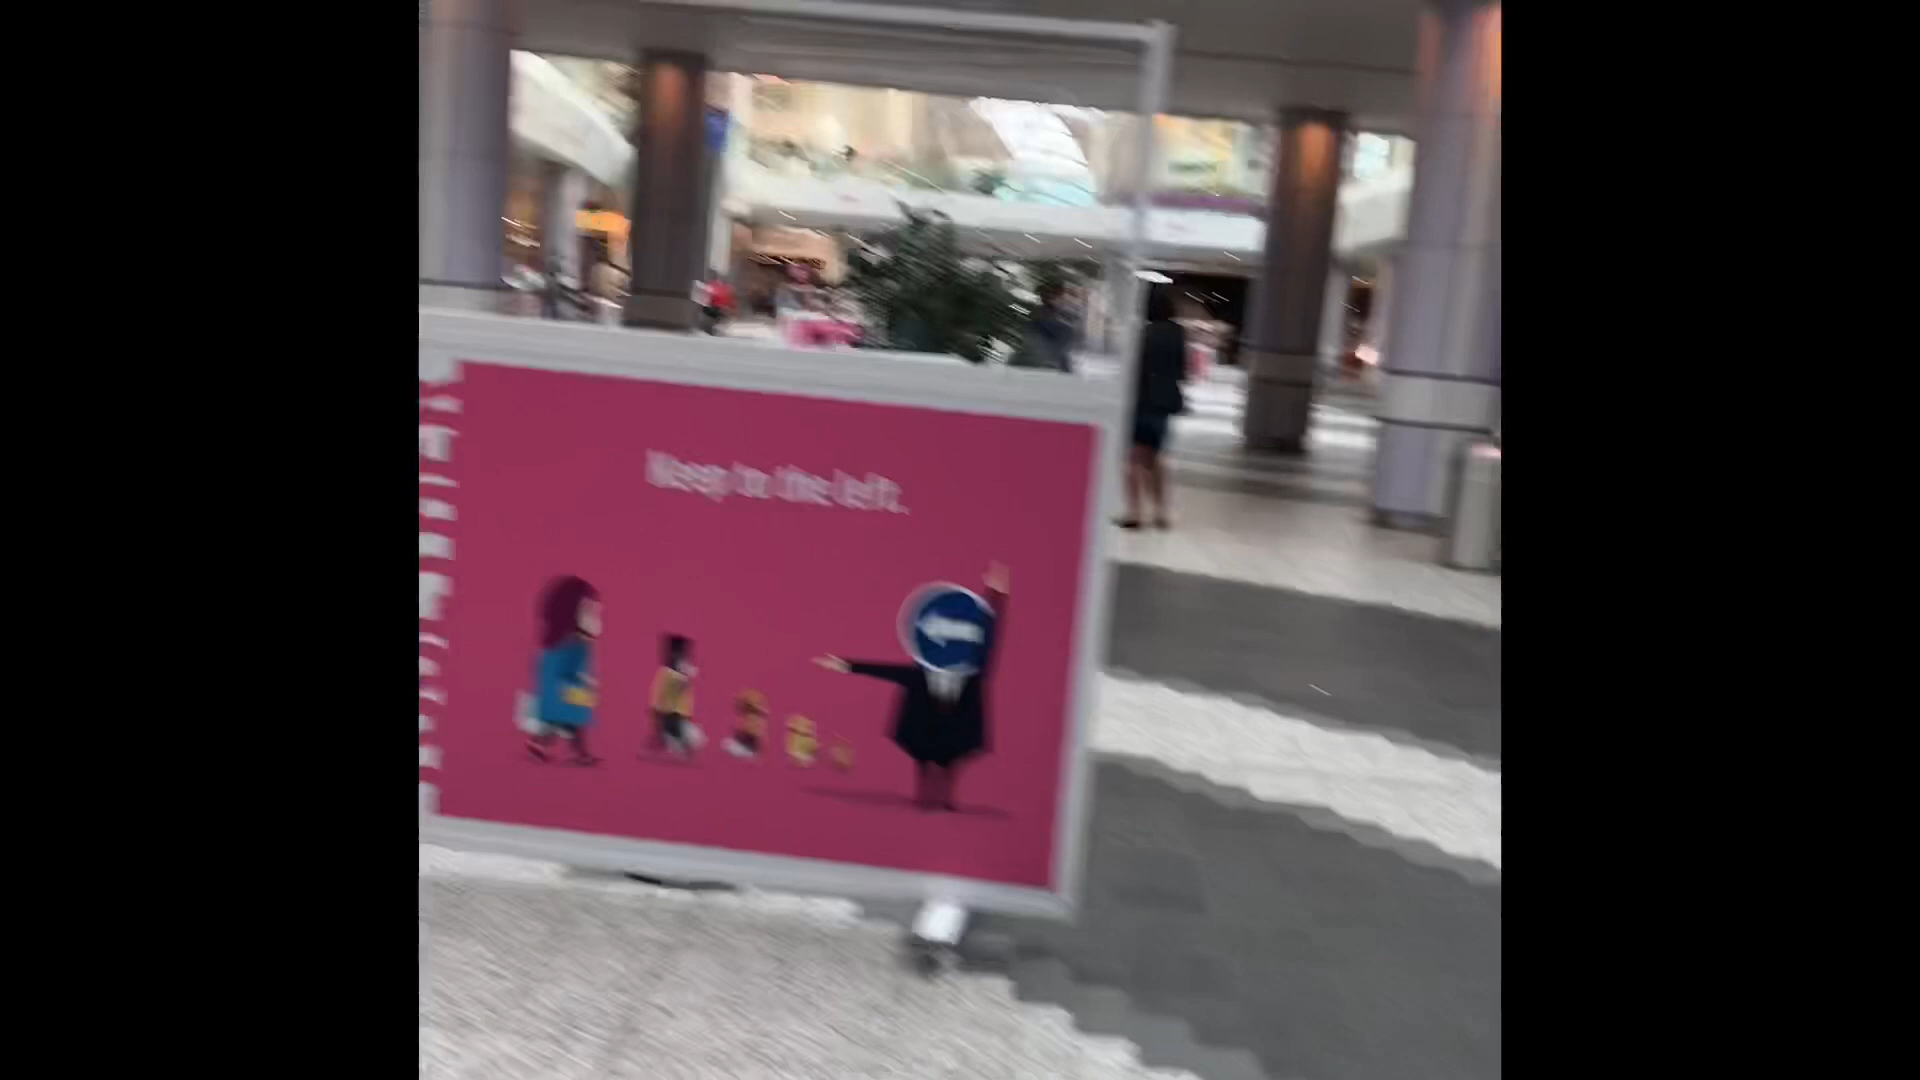 Keep to the left.